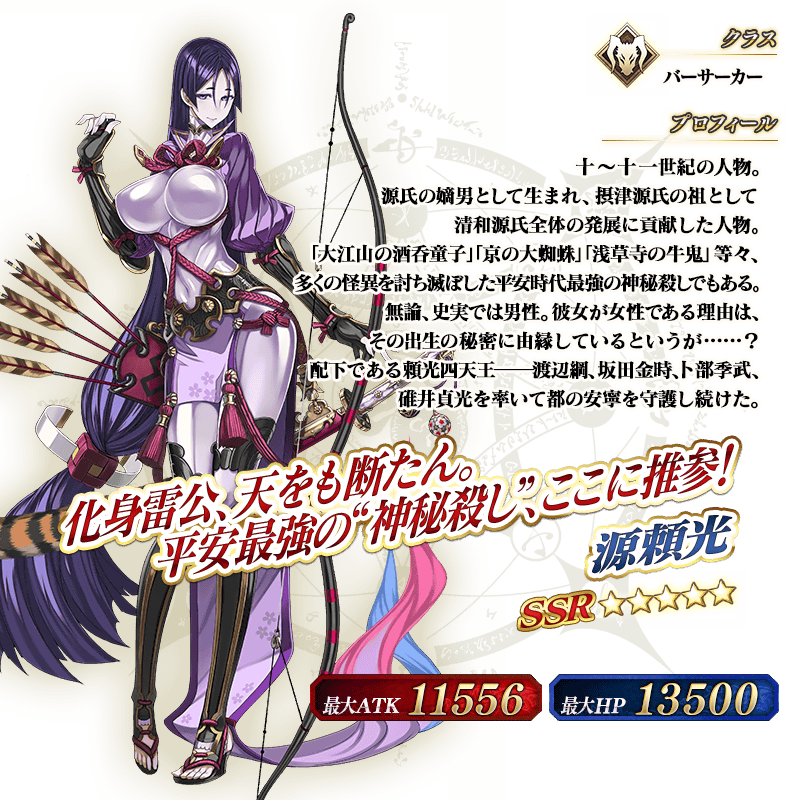 クラス
バーサーカー
プロフィール
十～十一世紀の人物。
源氏の嫡男として生まれ、摂津源氏の祖として
清和源氏全体の発展に貢献した人物。
「大江山の酒呑童子」「京の大蜘蛛」「浅草寺の牛鬼」等々、
多くの怪異を討ち滅ぼした平安時代最強の神秘殺しでもある。
無論、史実では男性。彼女が女性である理由は、
その出生の秘密に由縁しているというが……？
配下である頼光四天王──渡辺綱、坂田金時、卜部季武、
碓井貞光を率いて都の安寧を守護し続けた。
化身雷公、天をも断たん。
平安最強の“神秘殺し”、ここに推参！
源頼光
SSR ☆☆☆☆☆
最大ATK 11556
最大HP 13500